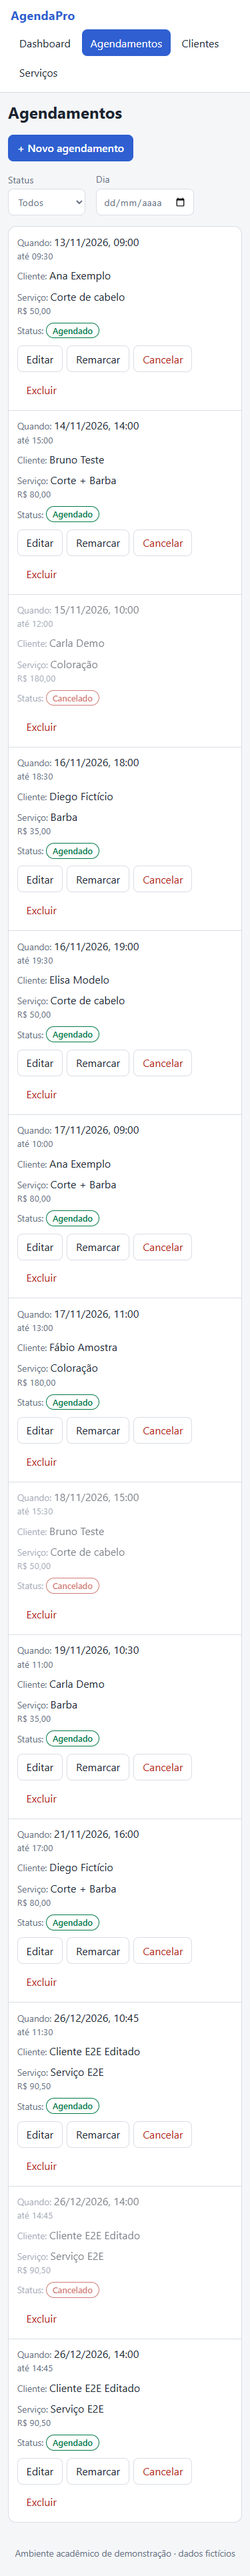 AgendaPro
Dashboard Agendamentos Clientes
Serviços
Agendamentos
+ Novo agendamento
Status Dia
Todos dd/mm/aaaa
Quando: 13/11/2026, 09:00
até 09:30
Cliente: Ana Exemplo
Serviço: Corte de cabelo
R$ 50,00
Status: Agendado
Editar Remarcar Cancelar
Excluir
Quando: 14/11/2026, 14:00
até 15:00
Cliente: Bruno Teste
Serviço: Corte + Barba
R$ 80,00
Status: Agendado
Editar Remarcar Cancelar
Excluir
Quando: 15/11/2026, 10:00
até 12:00
Cliente: Carla Demo
Serviço: Coloração
R$ 180,00
Status: Cancelado
Excluir
Quando: 16/11/2026, 18:00
até 18:30
Cliente: Diego Fictício
Serviço: Barba
R$ 35,00
Status: Agendado
Editar Remarcar Cancelar
Excluir
Quando: 16/11/2026, 19:00
até 19:30
Cliente: Elisa Modelo
Serviço: Corte de cabelo
R$ 50,00
Status: Agendado
Editar Remarcar Cancelar
Excluir
Quando: 17/11/2026, 09:00
até 10:00
Cliente: Ana Exemplo
Serviço: Corte + Barba
R$ 80,00
Status: Agendado
Editar Remarcar Cancelar
Excluir
Quando: 17/11/2026, 11:00
até 13:00
Cliente: Fábio Amostra
Serviço: Coloração
R$ 180,00
Status: Agendado
Editar Remarcar Cancelar
Excluir
Quando: 18/11/2026, 15:00
até 15:30
Cliente: Bruno Teste
Serviço: Corte de cabelo
R$ 50,00
Status: Cancelado
Excluir
Quando: 19/11/2026, 10:30
até 11:00
Cliente: Carla Demo
Serviço: Barba
R$ 35,00
Status: Agendado
Editar Remarcar Cancelar
Excluir
Quando: 21/11/2026, 16:00
até 17:00
Cliente: Diego Fictício
Serviço: Corte + Barba
R$ 80,00
Status: Agendado
Editar Remarcar Cancelar
Excluir
Quando: 26/12/2026, 10:45
até 11:30
Cliente: Cliente E2E Editado
Serviço: Serviço E2E
R$ 90,50
Status: Agendado
Editar Remarcar Cancelar
Excluir
Quando: 26/12/2026, 14:00
até 14:45
Cliente: Cliente E2E Editado
Serviço: Serviço E2E
R$ 90,50
Status: Cancelado
Excluir
Quando: 26/12/2026, 14:00
até 14:45
Cliente: Cliente E2E Editado
Serviço: Serviço E2E
R$ 90,50
Status: Agendado
Editar Remarcar Cancelar
Excluir
Ambiente acadêmico de demonstração · dados fictícios